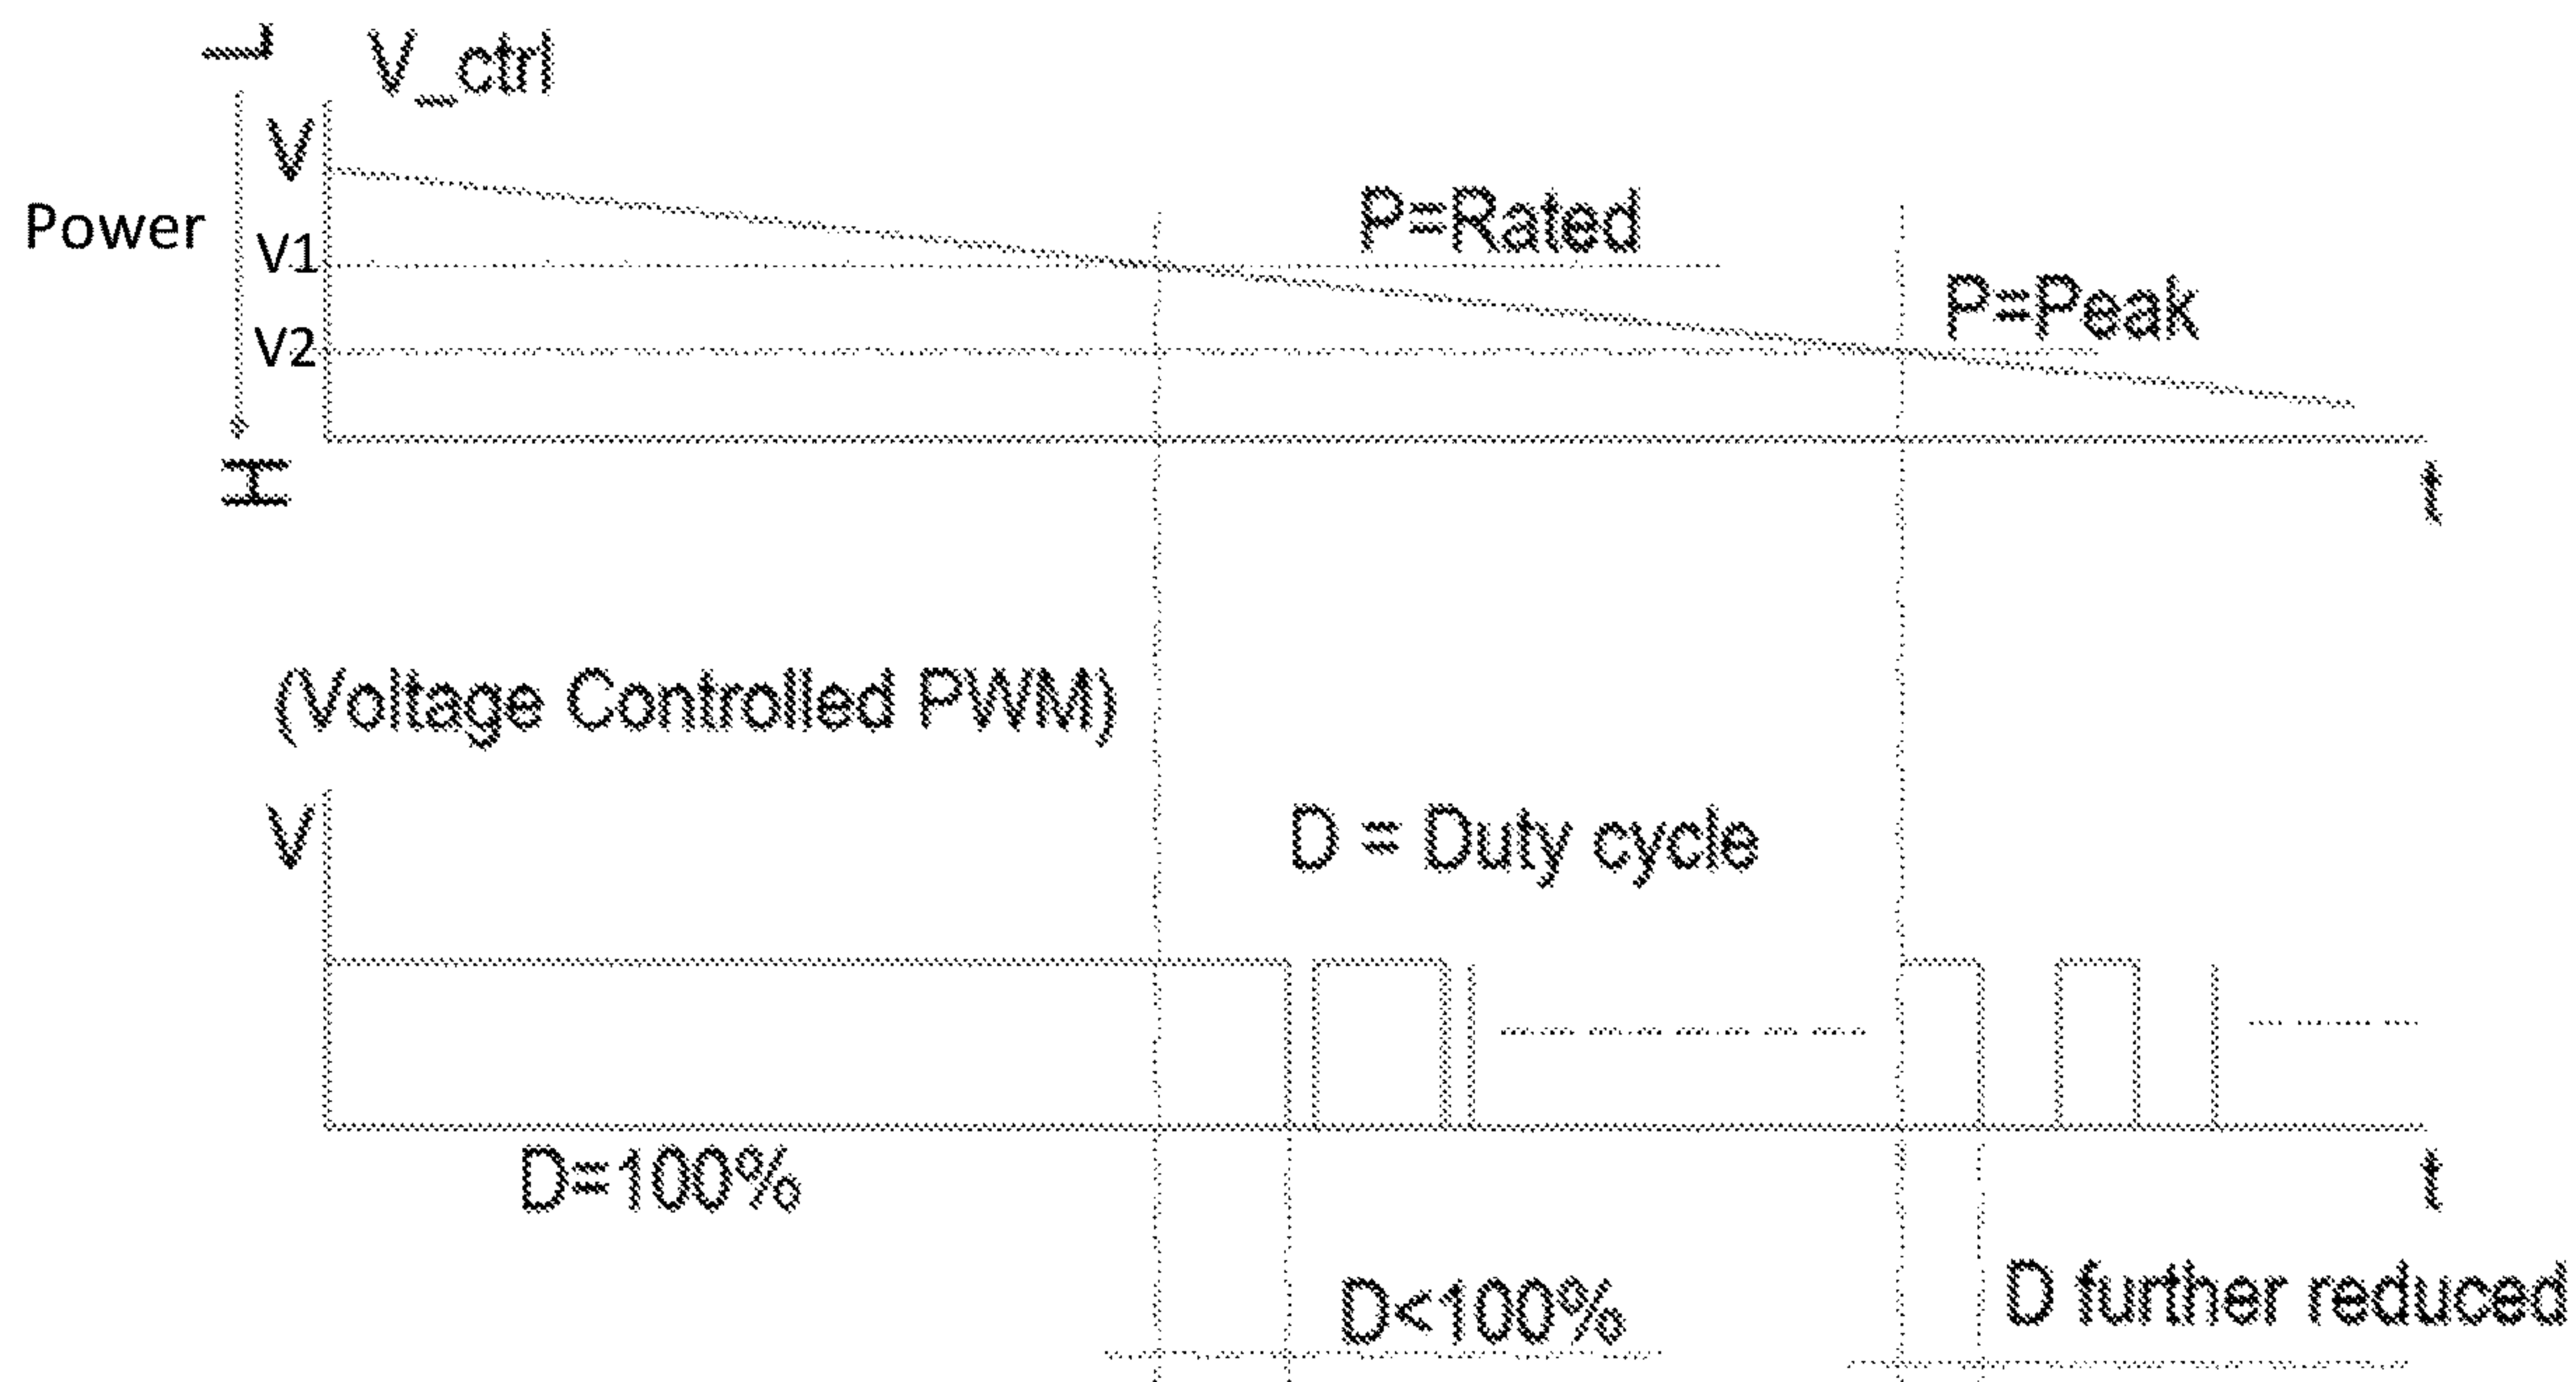 L
V_ctrl
V
Power
V1
P=Rated
V2
P=Peak
H
t
(Voltage Controlled PWM)
V
D = Duty cycle
D=100%
t
D<100%
D further reduced